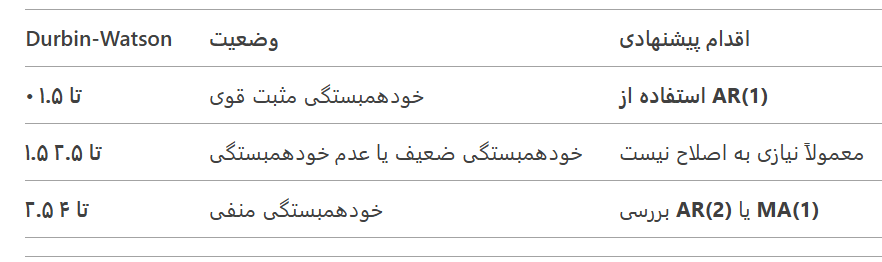 Durbin-Watson وضعیت اقدام پیشنهادی
۰ تا ۱.۵ خودهمبستگی مثبت قوی استفاده از AR(1)
۱.۵ تا ۲.۵ خودهمبستگی ضعیف یا عدم خودهمبستگی معمولاً نیازی به اصلاح نیست
۲.۵ تا ۴ خودهمبستگی منفی بررسی AR(2) یا MA(1)